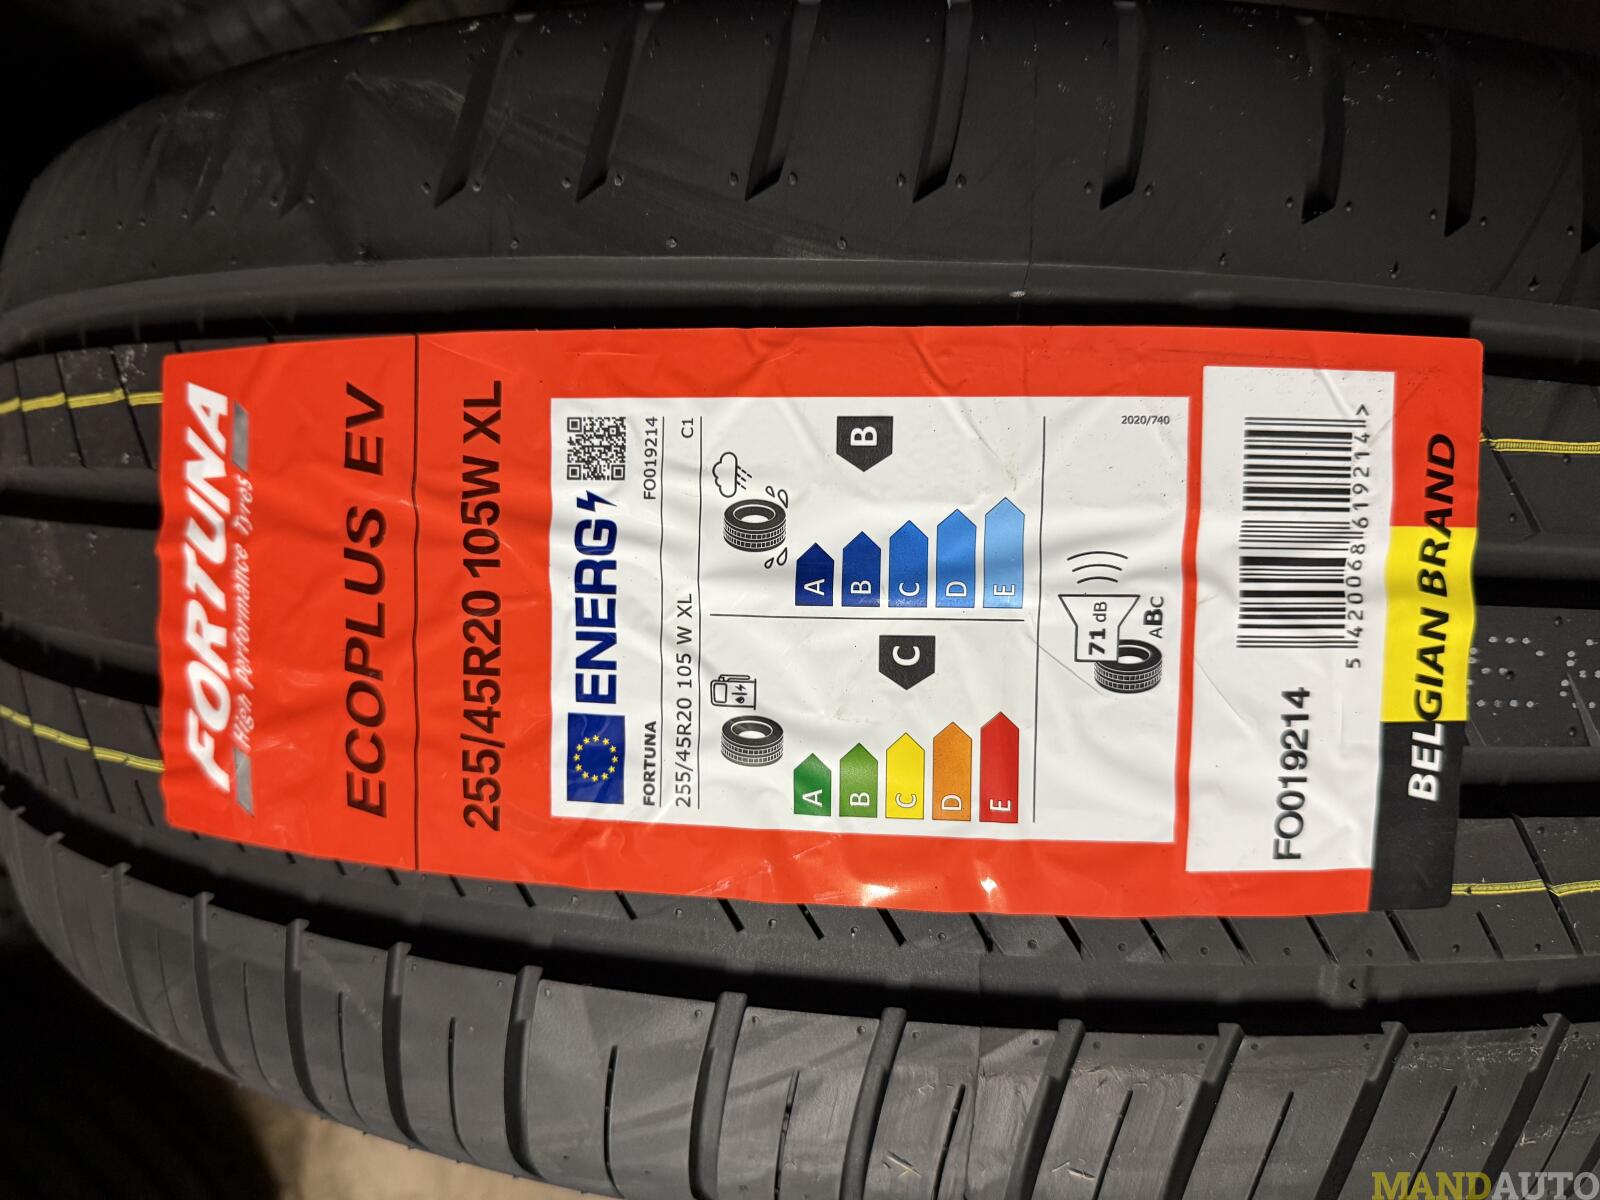 FORTUNA
High Performance Tyres
ECOPLUS EV
255/45R20 105W XL
ENERG
FORTUNA FO019214
255/45R20 105 W XL C1
A
B
C
D
E
C
A
B
C
D
E
B
71 dB
ABC
2020/740
FO019214
5 420068 619214 >
BELGIAN BRAND
MANDAUTO